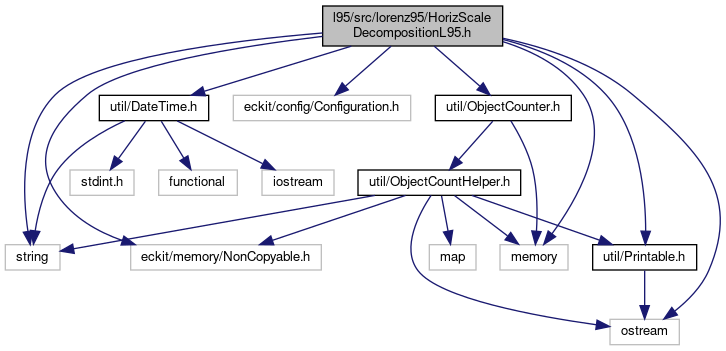 l95/src/lorenz95/HorizScale
DecompositionL95.h
util/DateTime.h
eckit/config/Configuration.h
util/ObjectCounter.h
stdint.h
functional
iostream
util/ObjectCountHelper.h
string
eckit/memory/NonCopyable.h
map
memory
util/Printable.h
ostream